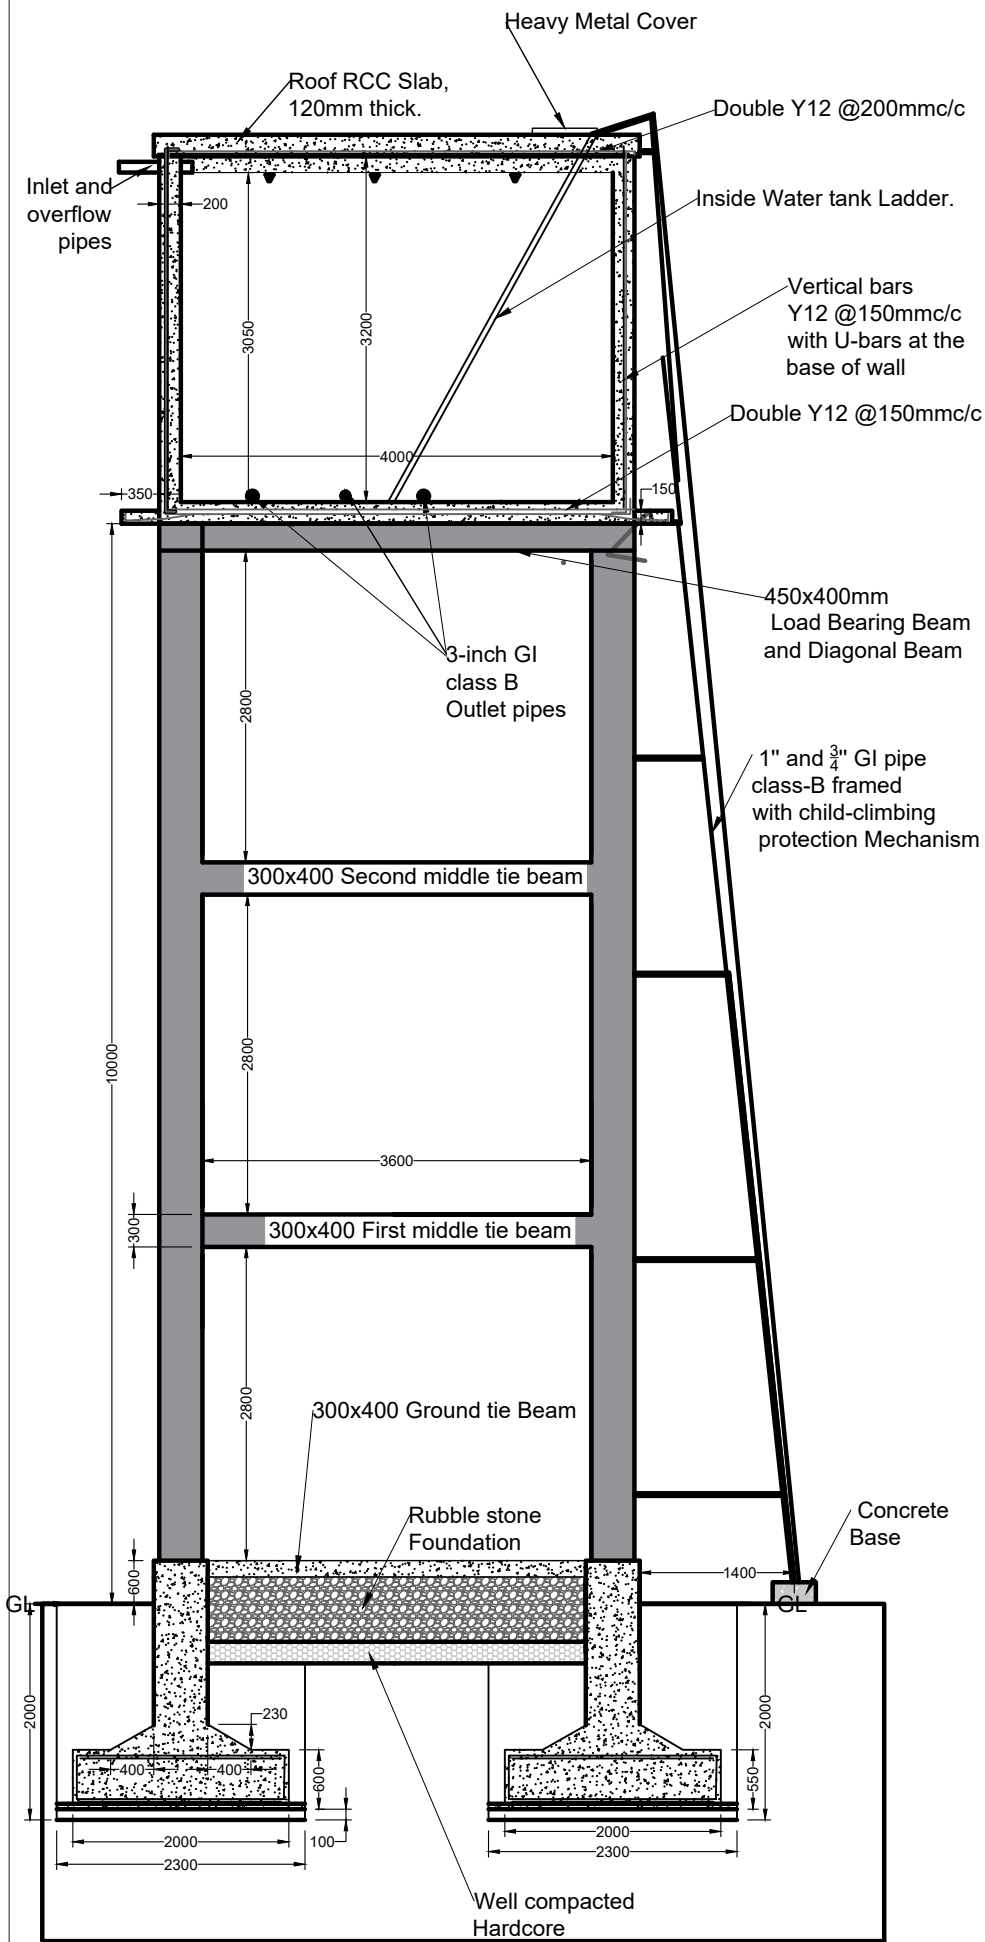 Heavy Metal Cover
Roof RCC Slab,
120mm thick.
Double Y12 @200mmc/c
Inlet and
overflow
pipes
200
Inside Water tank Ladder.
Vertical bars
Y12 @150mmc/c
with U-bars at the
base of wall
3050
3200
Double Y12 @150mmc/c
4000
350
150
450x400mm
Load Bearing Beam
and Diagonal Beam
3-inch GI
class B
Outlet pipes
2800
1" and 3/4" GI pipe
class-B framed
with child-climbing
protection Mechanism
300x400 Second middle tie beam
2800
10000
3600
300
300x400 First middle tie beam
2800
300x400 Ground tie Beam
Rubble stone
Foundation
Concrete
Base
600
1400
GL
GL
2000
2000
230
400
400
600
550
100
2000
2300
2000
2300
Well compacted
Hardcore